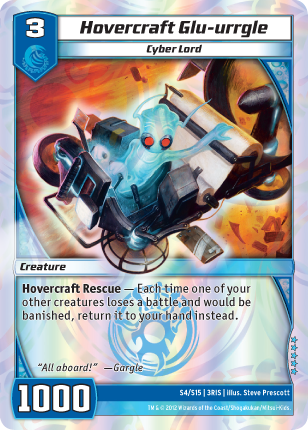 3
Hovercraft Glu-urrgle
Cyber Lord
Creature
Hovercraft Rescue — Each time one of your
other creatures loses a battle and would be
banished, return it to your hand instead.
"All aboard!" —Gargle
1000
S4/S15 | 3RIS | illus. Steve Prescott
TM & © 2012 Wizards of the Coast/Shogakukan/Mitsui-Kids.